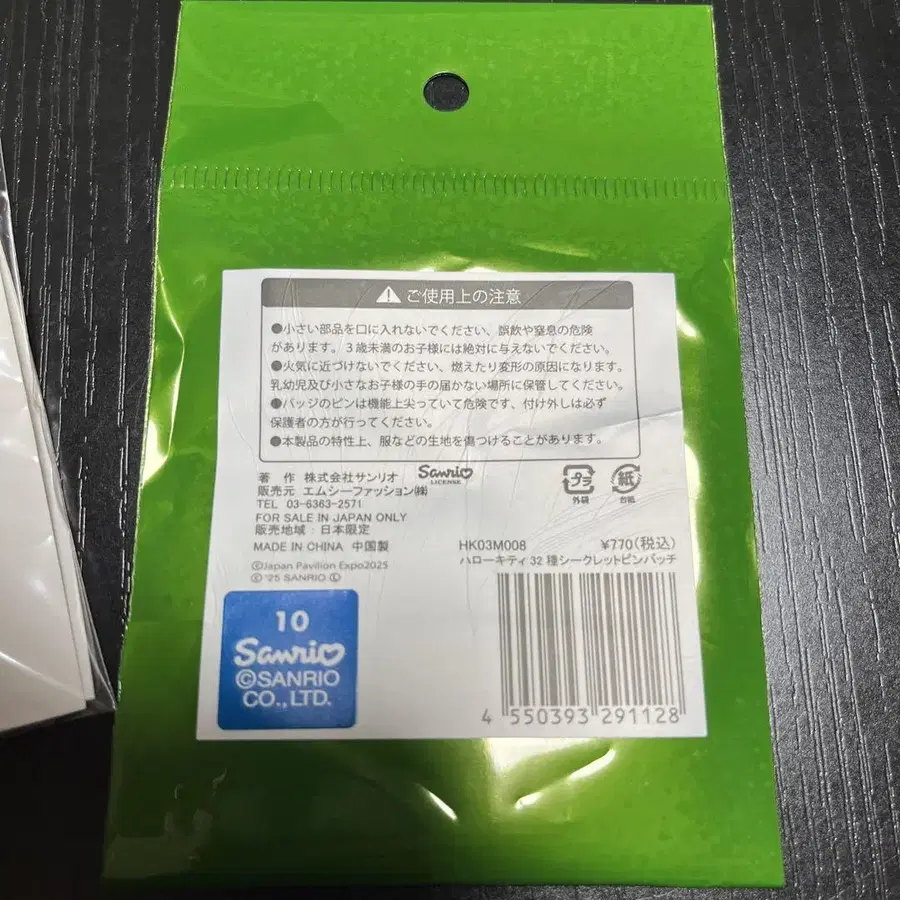 ご使用上の注意
●小さい部品を口に入れないでください、誤飲や窒息の危険
があります。３歳未満のお子様には絶対に与えないでください。
●火気に近づけないでください、燃えたり変形の原因になります。
乳幼児及び小さなお子様の手の届かない場所に保管してください。
●バッジのピンは機能上尖っていて危険です、付け外しは必ず
保護者の方が行ってください。
●本製品の特性上、服などの生地を傷つけることがあります。
著 作 株式会社サンリオ
Sanrio
LICENSE
販売元 エムシーファッション㈱
TEL 03-6363-2571
FOR SALE IN JAPAN ONLY
販売地域：日本限定
MADE IN CHINA 中国製
©Japan Pavilion Expo2025
© '25 SANRIO Ⓛ
プラ
外袋
紙
台紙
HK03M008 ¥770(税込)
ハローキティ 32 種シークレットピンバッチ
10
Sanrio
©SANRIO
CO., LTD.
4 550393 291128